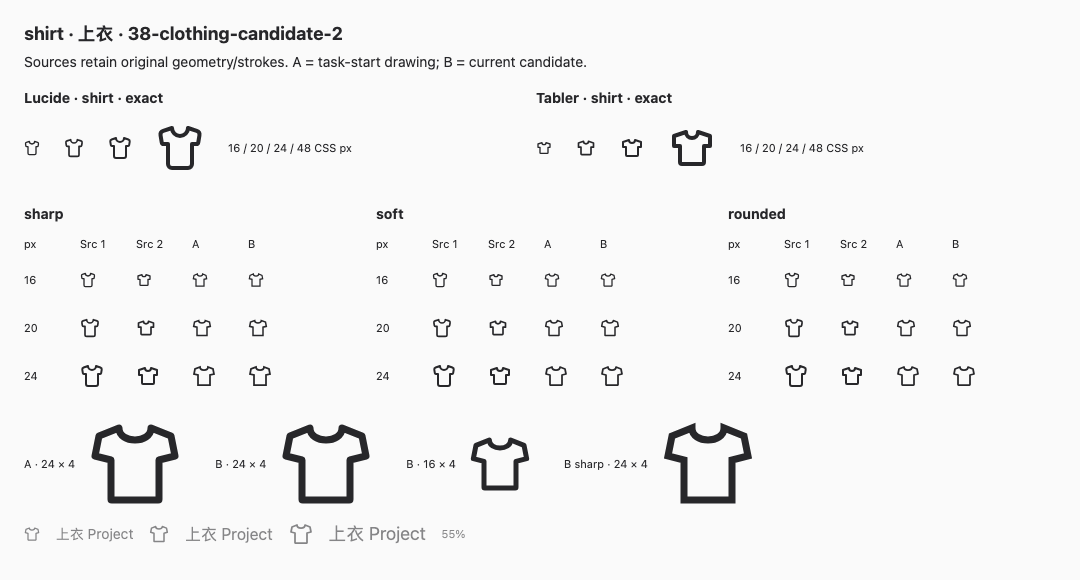 shirt · 上衣 · 38-clothing-candidate-2
Sources retain original geometry/strokes. A = task-start drawing; B = current candidate.
Lucide · shirt · exact
Tabler · shirt · exact
16 / 20 / 24 / 48 CSS px
16 / 20 / 24 / 48 CSS px
sharp
soft
rounded
px Src 1 Src 2 A B
px Src 1 Src 2 A B
px Src 1 Src 2 A B
16
16
16
20
20
20
24
24
24
A · 24 × 4
B · 24 × 4
B · 16 × 4
B sharp · 24 × 4
上衣 Project
上衣 Project
上衣 Project
55%